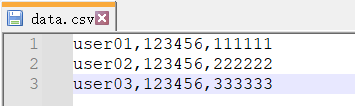 data.csv
1 user01,123456,111111
2 user02,123456,222222
3 user03,123456,333333